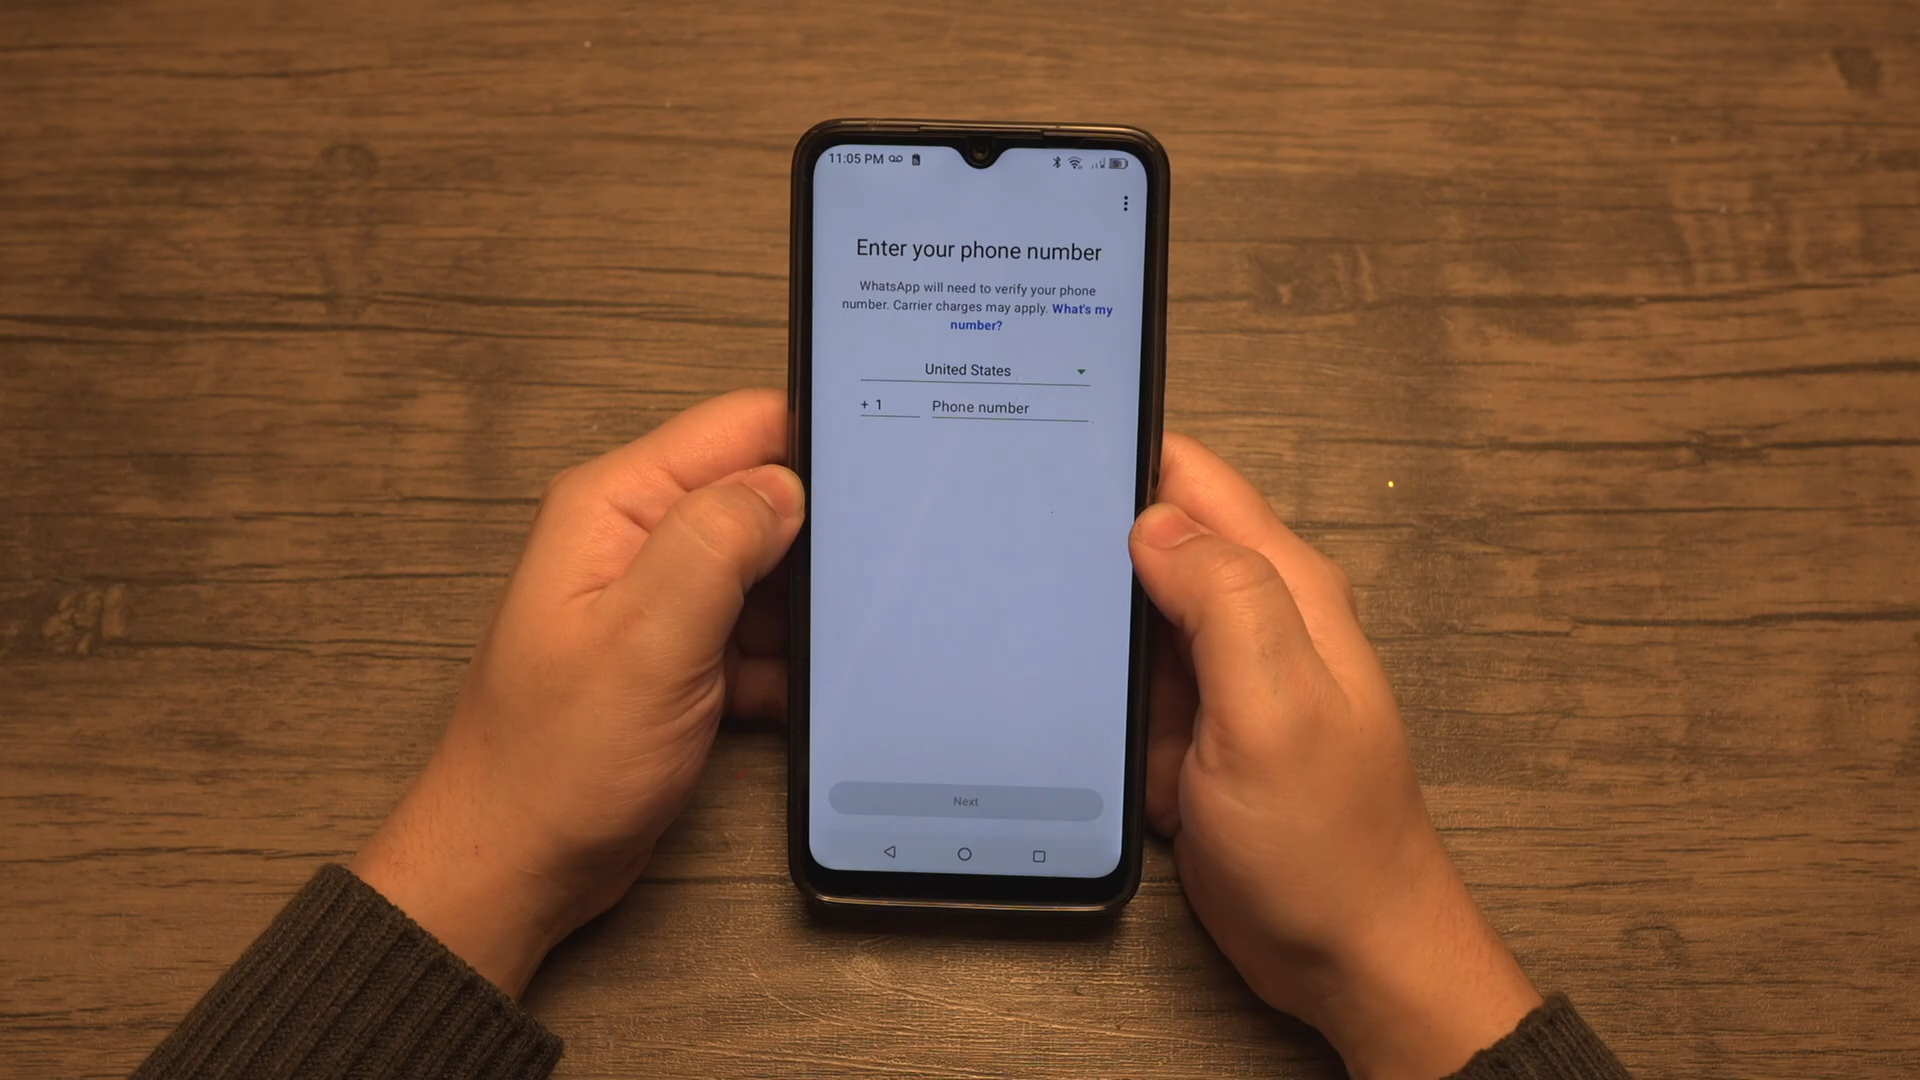 11:05 PM
Enter your phone number
WhatsApp will need to verify your phone
number. Carrier charges may apply. What's my
number?
United States
+ 1 Phone number
Next